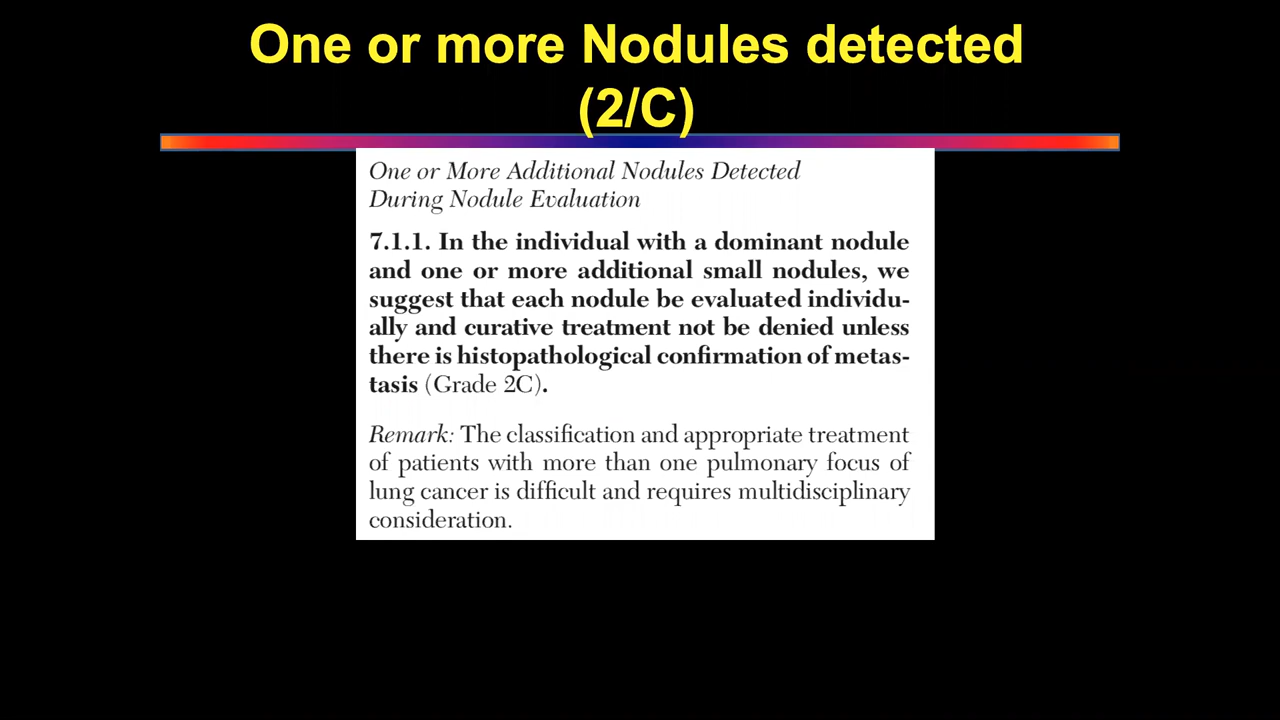 One or more Nodules detected
(2/C)
One or More Additional Nodules Detected
During Nodule Evaluation
7.1.1. In the individual with a dominant nodule
and one or more additional small nodules, we
suggest that each nodule be evaluated individu-
ally and curative treatment not be denied unless
there is histopathological confirmation of metas-
tasis (Grade 2C).
Remark: The classification and appropriate treatment
of patients with more than one pulmonary focus of
lung cancer is difficult and requires multidisciplinary
consideration.